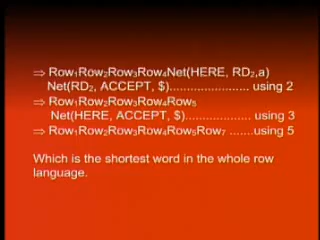 ⇒ Row₁Row₂Row₃Row₄Net(HERE, RD₂,a)
Net(RD₂, ACCEPT, $)....................... using 2
⇒ Row₁Row₂Row₃Row₄Row₅
Net(HERE, ACCEPT, $)................... using 3
⇒ Row₁Row₂Row₃Row₄Row₅Row₇ .......using 5
Which is the shortest word in the whole row
language.